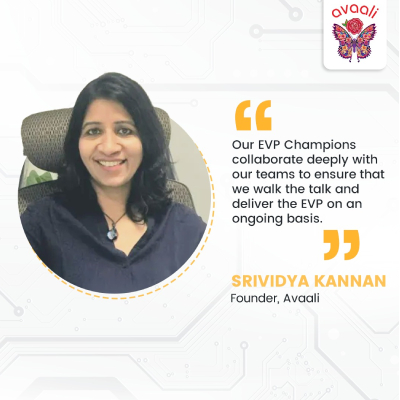 avaali
Our EVP Champions
collaborate deeply with
our teams to ensure that
we walk the talk and
deliver the EVP on an
ongoing basis.
SRIVIDYA KANNAN
Founder, Avaali